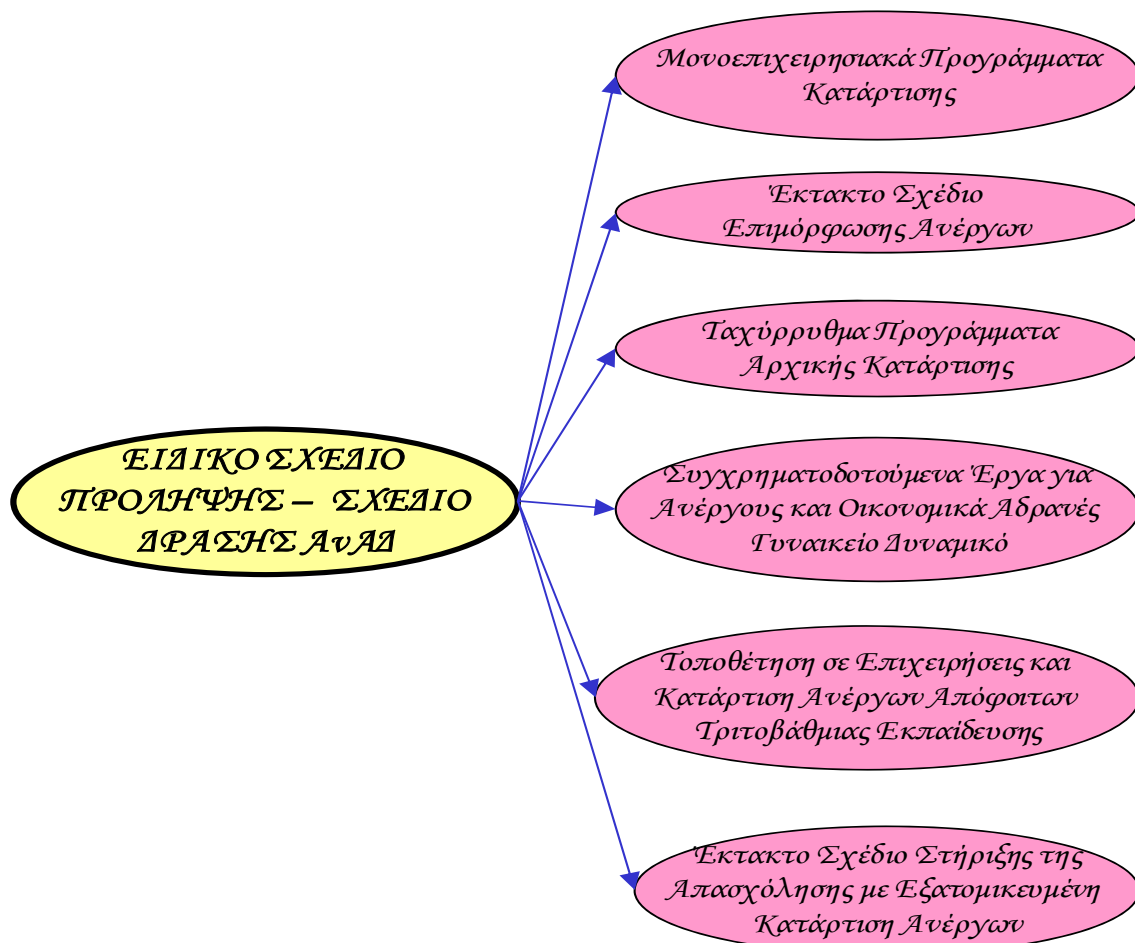 Μονοεπιχειρησιακά Προγράμματα
Κατάρτισης
Έκτακτο Σχέδιο
Επιμόρφωσης Ανέργων
Ταχύρρυθμα Προγράμματα
Αρχικής Κατάρτισης
ΕΙΔΙΚΟ ΣΧΕΔΙΟ
ΠΡΟΛΗΨΗΣ – ΣΧΕΔΙΟ
ΔΡΑΣΗΣ ΑνΑΔ
Συγχρηματοδοτούμενα Έργα για
Ανέργους και Οικονομικά Αδρανές
Γυναικείο Δυναμικό
Τοποθέτηση σε Επιχειρήσεις και
Κατάρτιση Ανέργων Απόφοιτων
Τριτοβάθμιας Εκπαίδευσης
Έκτακτο Σχέδιο Στήριξης της
Απασχόλησης με Εξατομικευμένη
Κατάρτιση Ανέργων